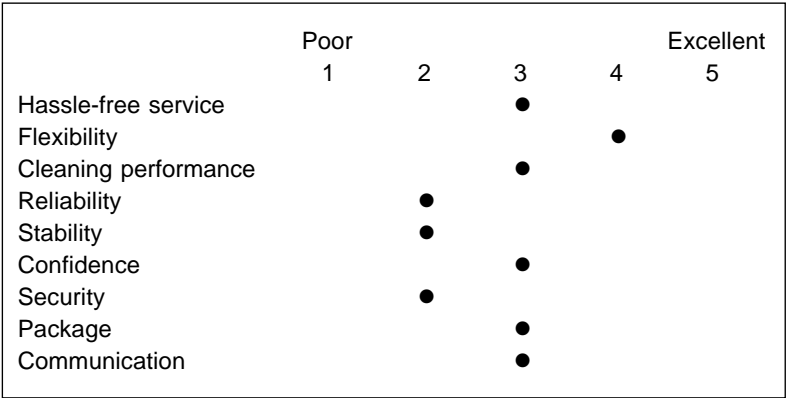 Poor Excellent
1 2 3 4 5
Hassle-free service
Flexibility
Cleaning performance
Reliability
Stability
Confidence
Security
Package
Communication